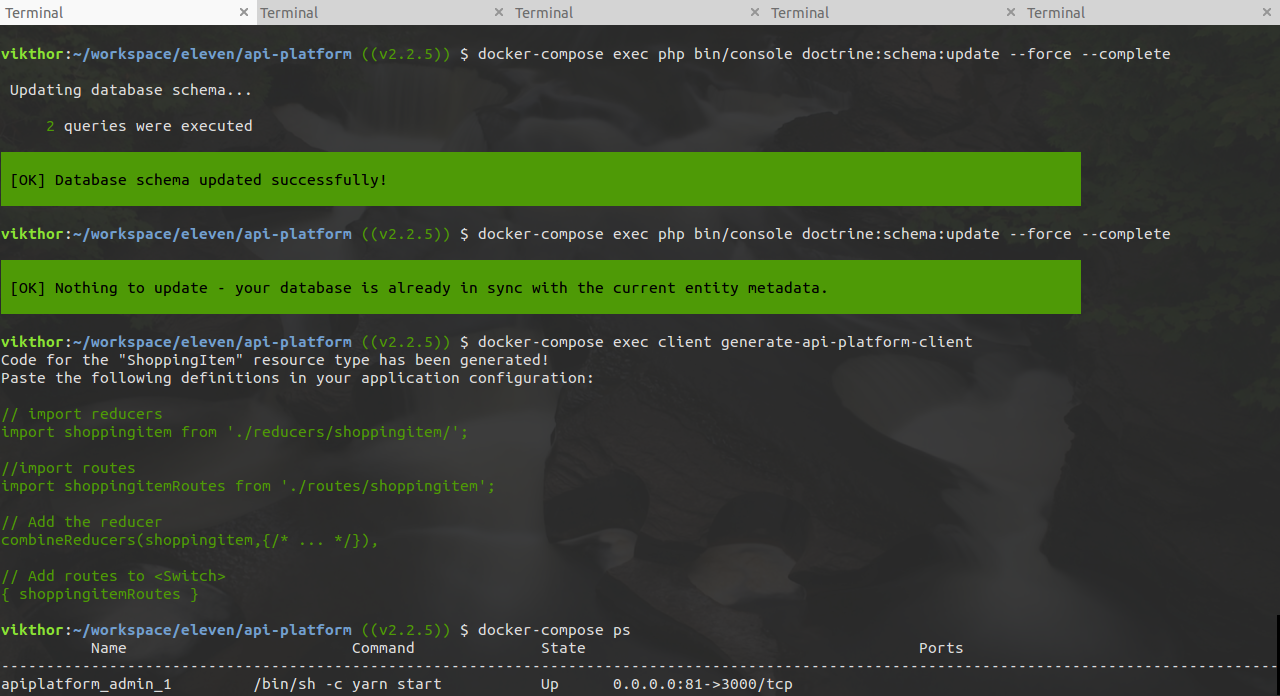 Terminal × Terminal × Terminal × Terminal × Terminal ×
vikthor:~/workspace/eleven/api-platform ((v2.2.5)) $ docker-compose exec php bin/console doctrine:schema:update --force --complete
Updating database schema...
2 queries were executed
[OK] Database schema updated successfully!
vikthor:~/workspace/eleven/api-platform ((v2.2.5)) $ docker-compose exec php bin/console doctrine:schema:update --force --complete
[OK] Nothing to update - your database is already in sync with the current entity metadata.
vikthor:~/workspace/eleven/api-platform ((v2.2.5)) $ docker-compose exec client generate-api-platform-client
Code for the "ShoppingItem" resource type has been generated!
Paste the following definitions in your application configuration:
// import reducers
import shoppingitem from './reducers/shoppingitem/';
//import routes
import shoppingitemRoutes from './routes/shoppingitem';
// Add the reducer
combineReducers(shoppingitem,{/* ... */}),
// Add routes to <Switch>
{ shoppingitemRoutes }
vikthor:~/workspace/eleven/api-platform ((v2.2.5)) $ docker-compose ps
Name Command State Ports
--------------------------------------------------------------------------------------------------------------------------------------------------
apiplatform_admin_1 /bin/sh -c yarn start Up 0.0.0.0:81->3000/tcp